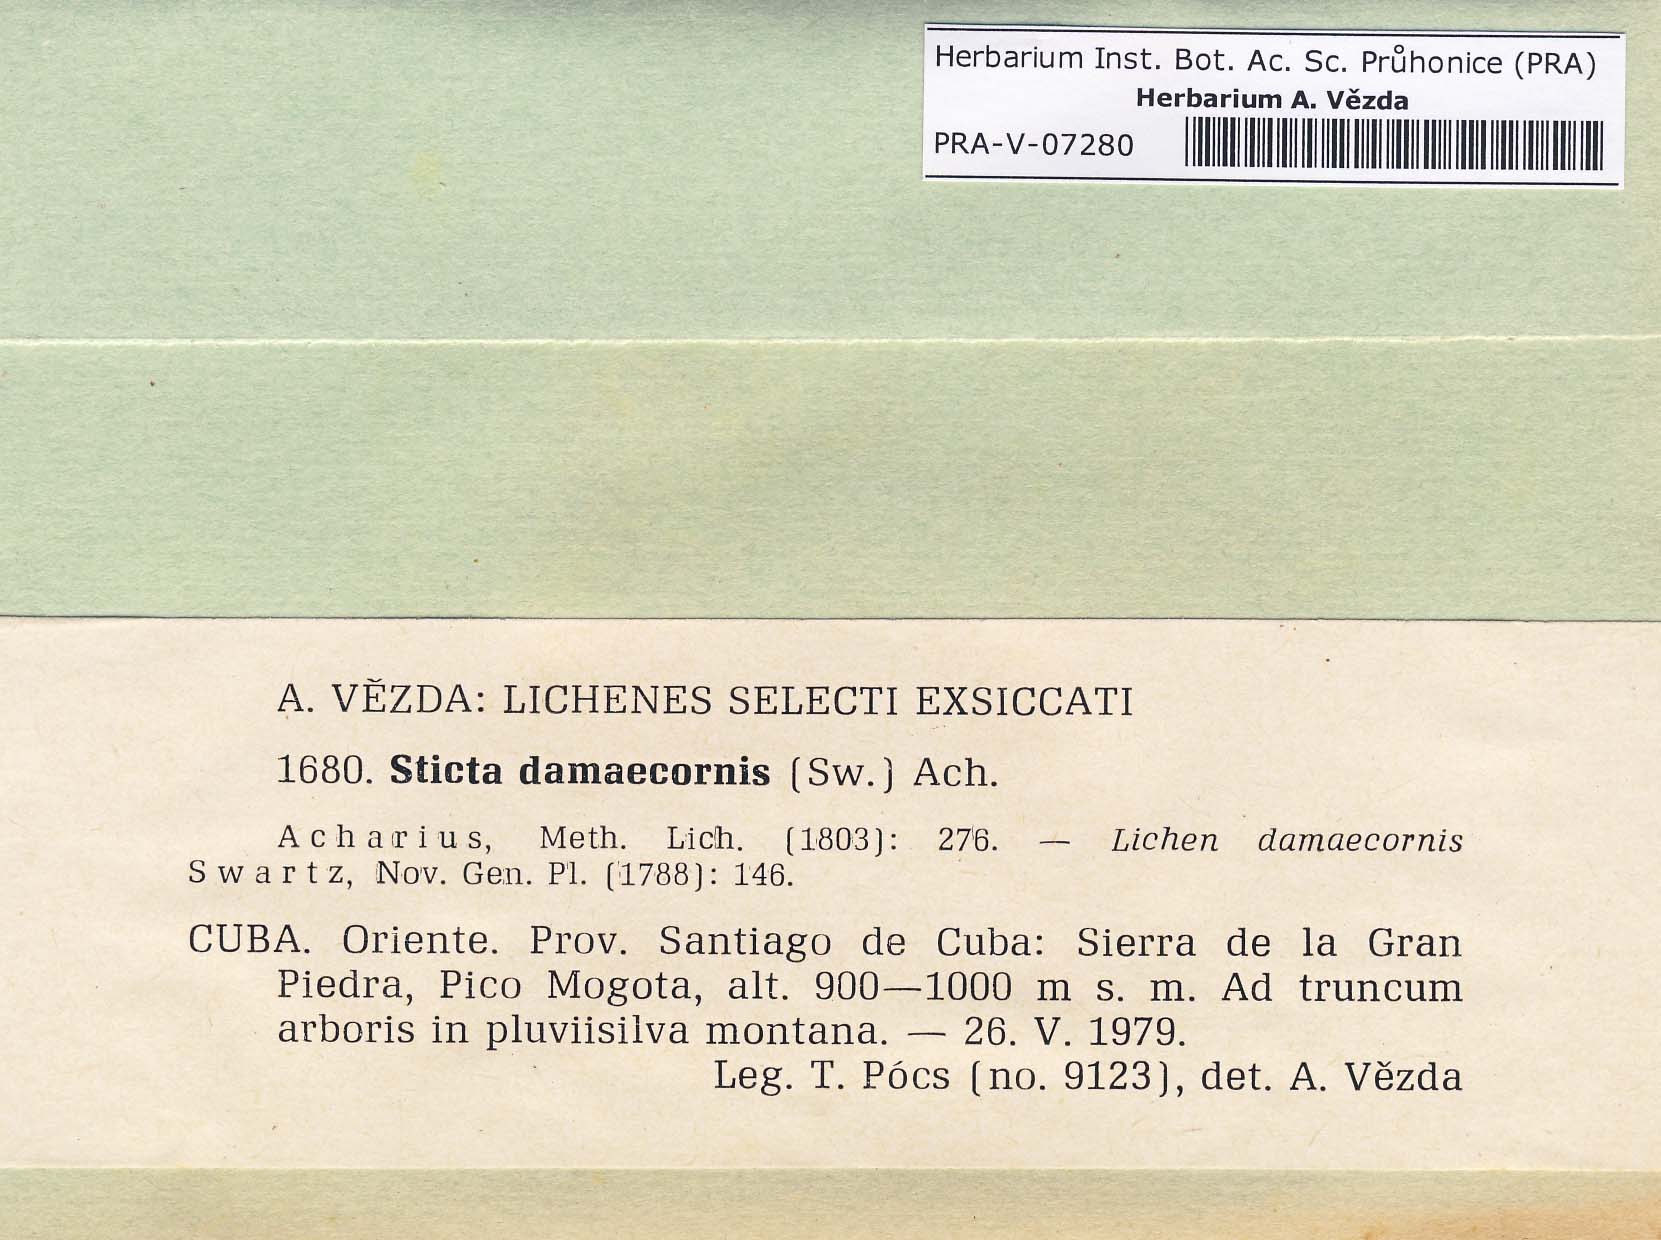 Herbarium Inst. Bot. Ac. Sc. Průhonice (PRA)
Herbarium A. Vězda
PRA-V-07280
A. VĚZDA: LICHENES SELECTI EXSICCATI
1680. Sticta damaecornis (Sw.) Ach.
Acharius, Meth. Lich. (1803): 276. — Lichen damaecornis
Swartz, Nov. Gen. Pl. (1788): 146.
CUBA. Oriente. Prov. Santiago de Cuba: Sierra de la Gran
Piedra, Pico Mogota, alt. 900—1000 m s. m. Ad truncum
arboris in pluviisilva montana. — 26. V. 1979.
Leg. T. Pócs (no. 9123), det. A. Vězda